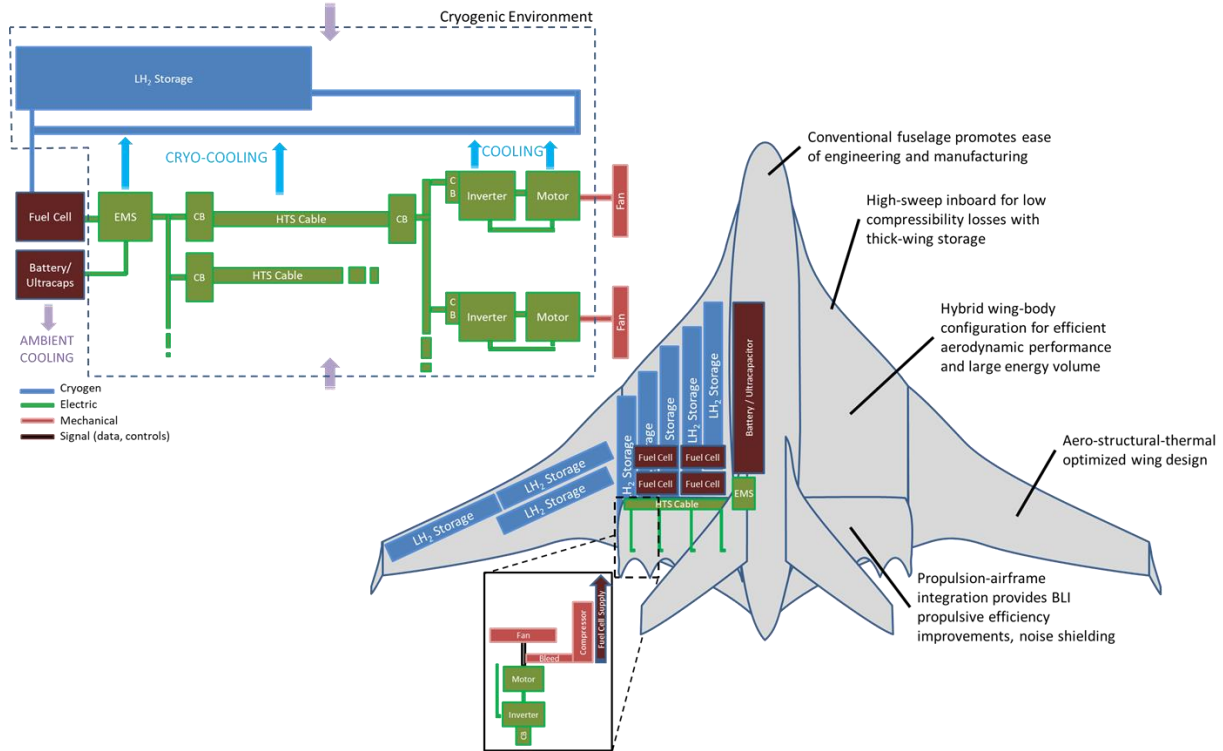 Cryogenic Environment
LH2 Storage
CRYO-COOLING
COOLING
Fuel Cell
EMS
CB
HTS Cable
CB
C
B
Inverter
Motor
Fan
Battery/
Ultracaps
CB
HTS Cable
C
B
Inverter
Motor
Fan
AMBIENT
COOLING
Cryogen
Electric
Mechanical
Signal (data, controls)
Conventional fuselage promotes ease
of engineering and manufacturing
High-sweep inboard for low
compressibility losses with
thick-wing storage
Hybrid wing-body
configuration for efficient
aerodynamic performance
and large energy volume
Aero-structural-thermal
optimized wing design
Propulsion-airframe
integration provides BLI
propulsive efficiency
improvements, noise shielding
LH2 Storage
LH2 Storage
LH2 Storage
LH2 Storage
Storage
Storage
LH2 Storage
LH2 Storage
Battery / Ultracapacitor
Fuel Cell
Fuel Cell
Fuel Cell
Fuel Cell
EMS
HTS Cable
Fan
Bleed
Compressor
Fuel Cell Supply
Motor
Inverter
CB